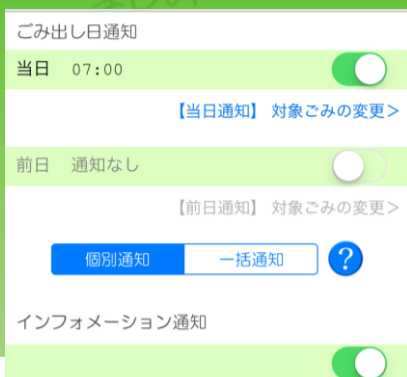 ごみ出し日通知
当日 07:00
【当日通知】 対象ごみの変更>
前日 通知なし
【前日通知】 対象ごみの変更>
個別通知 一括通知 ?
インフォメーション通知